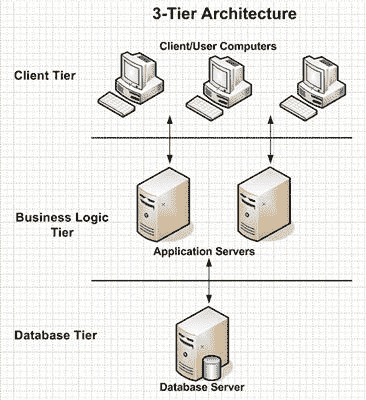 3-Tier Architecture
Client/User Computers
Client Tier
Business Logic
Tier
Application Servers
Database Tier
Database Server